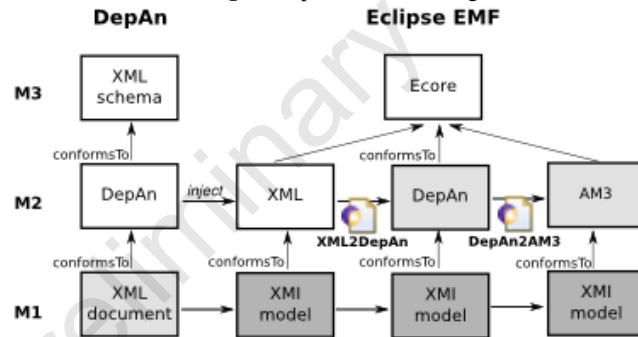 DepAn Eclipse EMF
M3
XML
schema
Ecore
conformsTo
conformsTo
M2
DepAn
inject
XML
DepAn
AM3
XML2DepAn
DepAn2AM3
conformsTo
conformsTo
conformsTo
conformsTo
M1
XML
document
XMI
model
XMI
model
XMI
model
preliminary